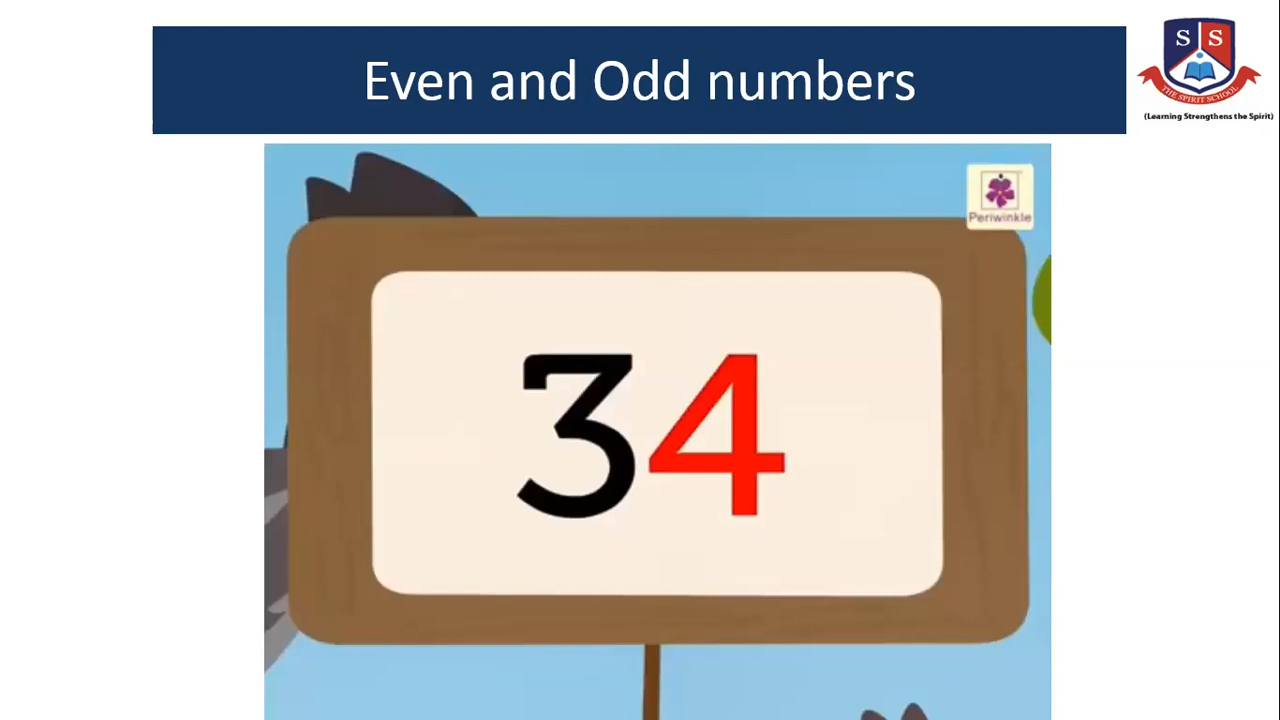 Even and Odd numbers
S S
THE SPIRIT SCHOOL
(Learning Strengthens the Spirit)
Periwinkle
34